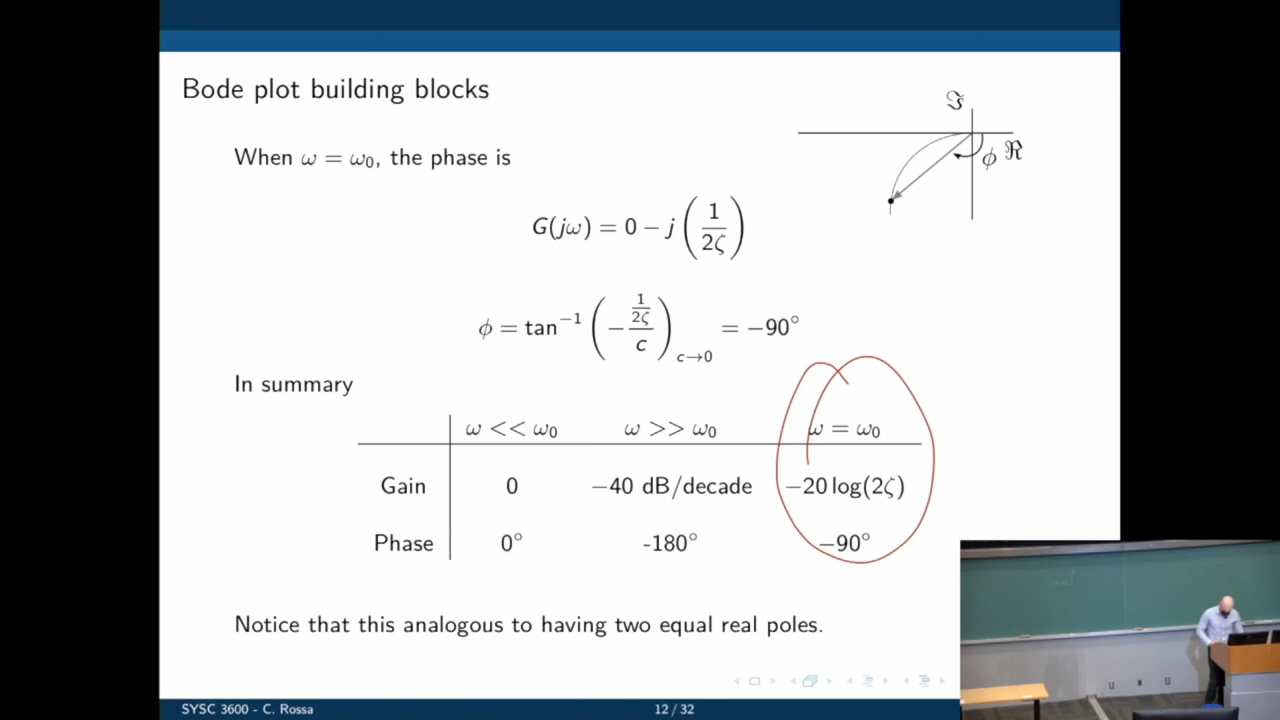 Bode plot building blocks
ℑ
ϕ ℜ
When ω = ω₀, the phase is
G(jω) = 0 − j (1/2ζ)
ϕ = tan⁻¹ (− (1/2ζ)/c)_{c→0} = −90°
In summary
ω << ω₀ ω >> ω₀ ω = ω₀
Gain 0 −40 dB/decade −20 log(2ζ)
Phase 0° -180° −90°
Notice that this analogous to having two equal real poles.
SYSC 3600 - C. Rossa 12 / 32